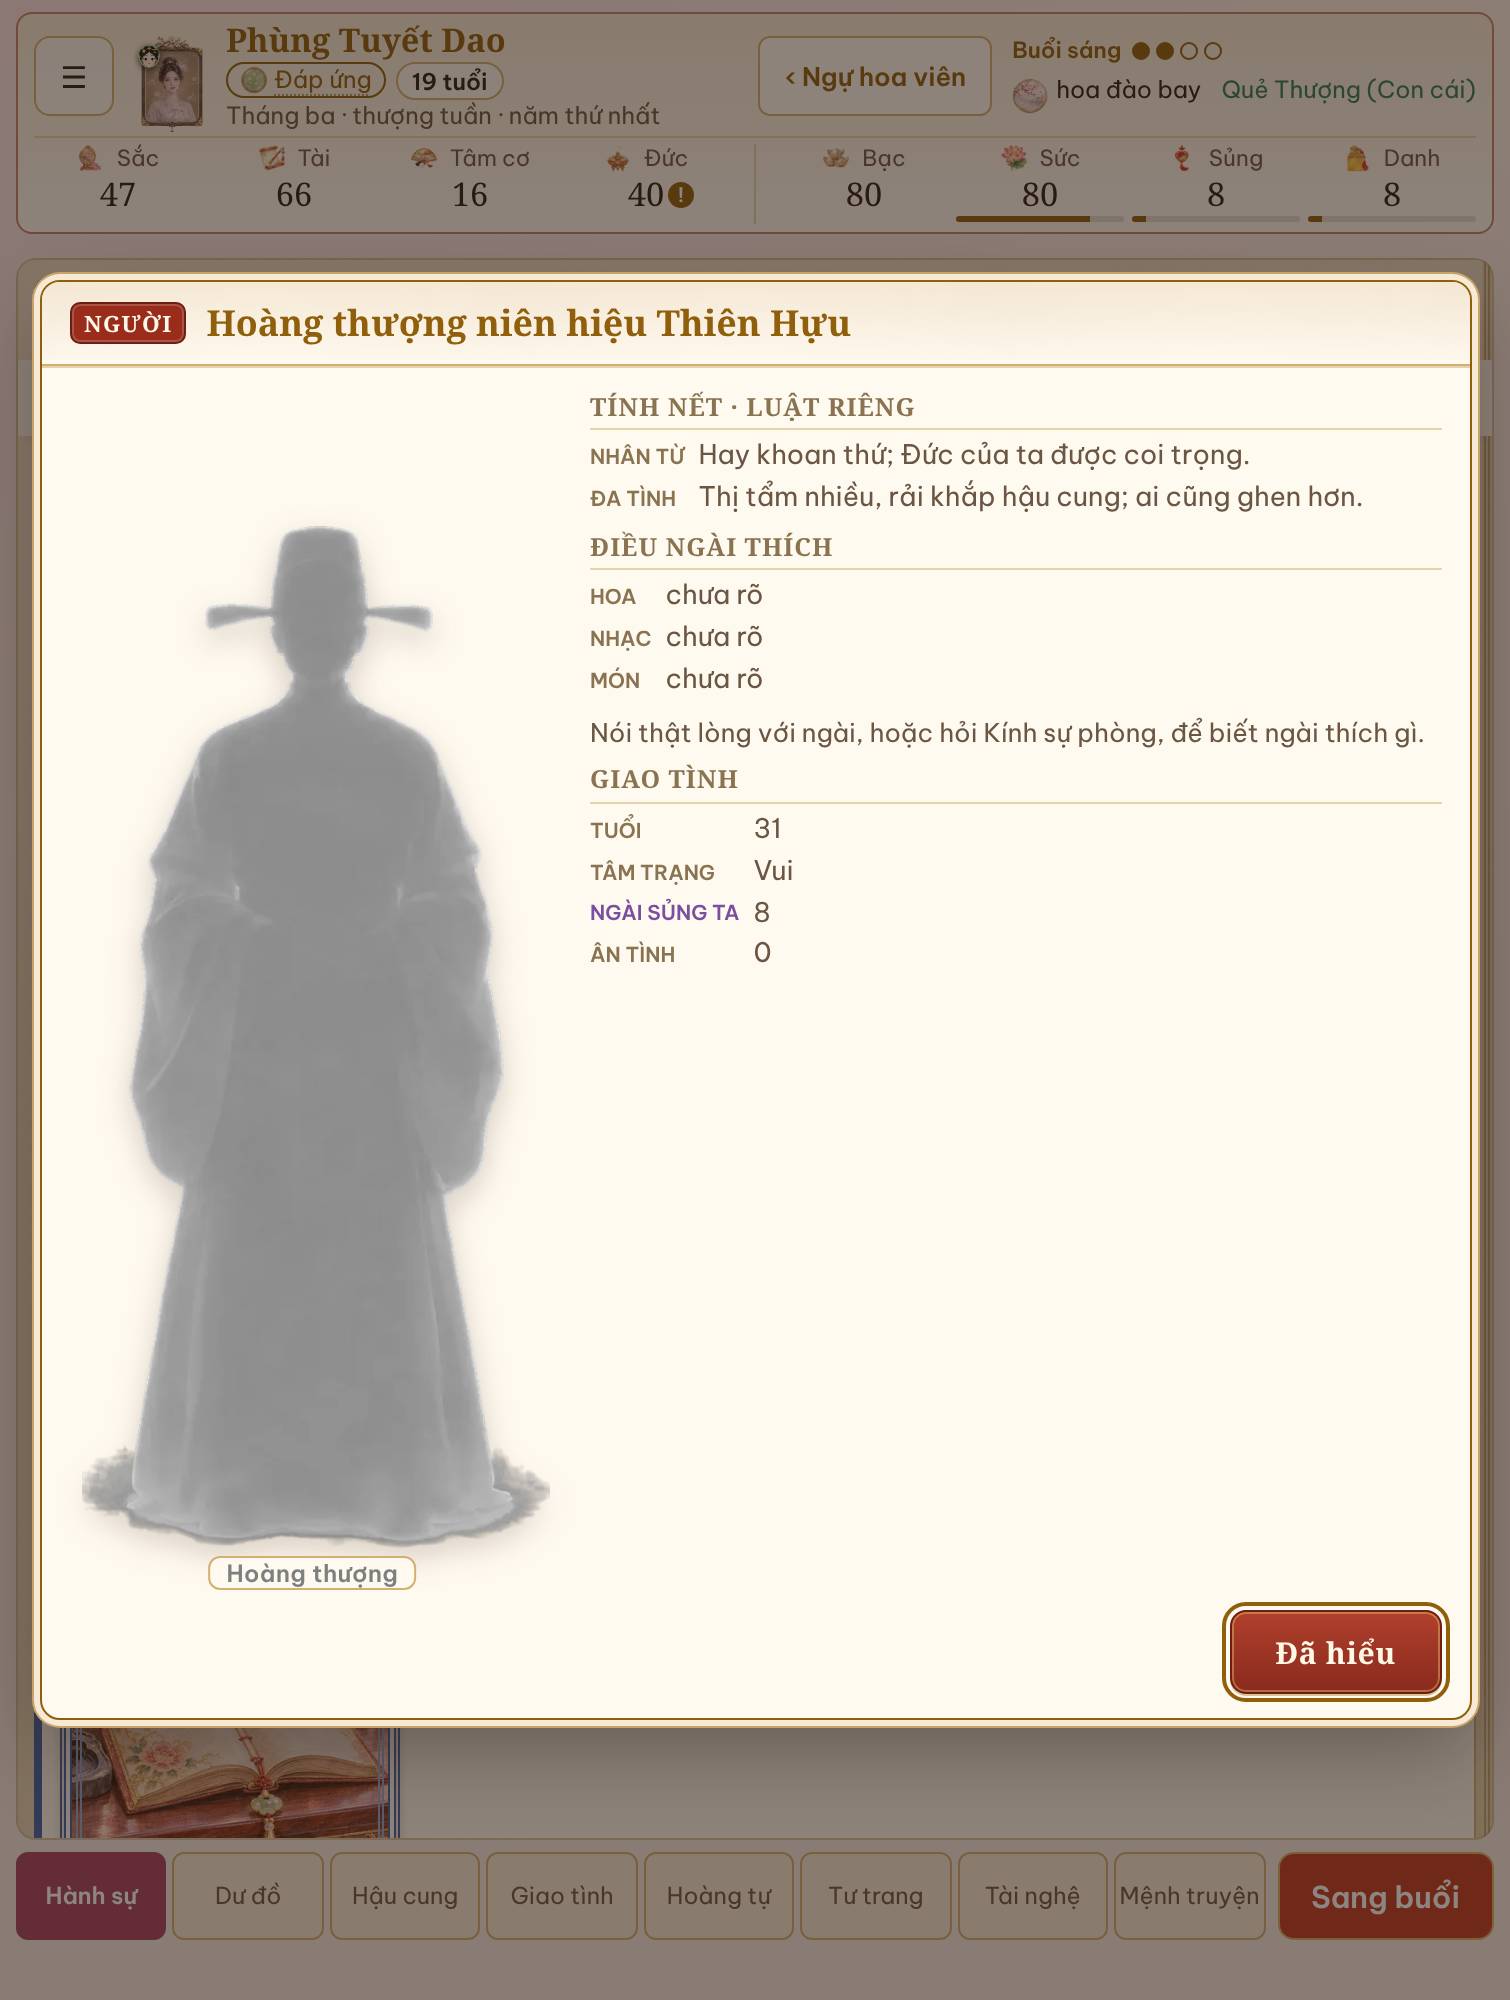 ☰
Phùng Tuyết Dao
Đáp ứng
19 tuổi
Tháng ba · thượng tuần · năm thứ nhất
‹ Ngự hoa viên
Buổi sáng
hoa đào bay
Quẻ Thượng (Con cái)
Sắc
47
Tài
66
Tâm cơ
16
Đức
40 !
Bạc
80
Sức
80
Sủng
8
Danh
8
NGƯỜI Hoàng thượng niên hiệu Thiên Hựu
TÍNH NẾT · LUẬT RIÊNG
NHÂN TỪ Hay khoan thứ; Đức của ta được coi trọng.
ĐA TÌNH Thị tẩm nhiều, rải khắp hậu cung; ai cũng ghen hơn.
ĐIỀU NGÀI THÍCH
HOA chưa rõ
NHẠC chưa rõ
MÓN chưa rõ
Nói thật lòng với ngài, hoặc hỏi Kính sự phòng, để biết ngài thích gì.
GIAO TÌNH
TUỔI 31
TÂM TRẠNG Vui
NGÀI SỦNG TA 8
ÂN TÌNH 0
Hoàng thượng
Đã hiểu
Hành sự
Dư đồ
Hậu cung
Giao tình
Hoàng tự
Tư trang
Tài nghệ
Mệnh truyện
Sang buổi